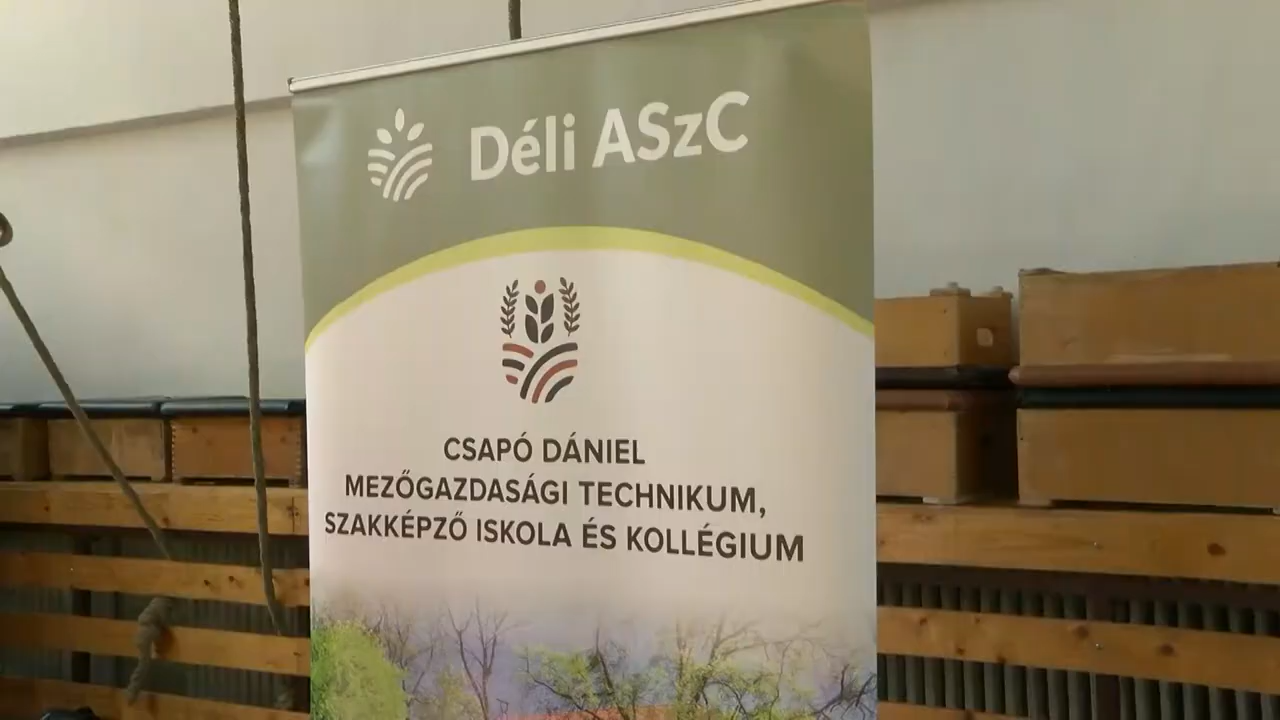 Déli ASzC
CSAPÓ DÁNIEL
MEZŐGAZDASÁGI TECHNIKUM,
SZAKKÉPZŐ ISKOLA ÉS KOLLÉGIUM